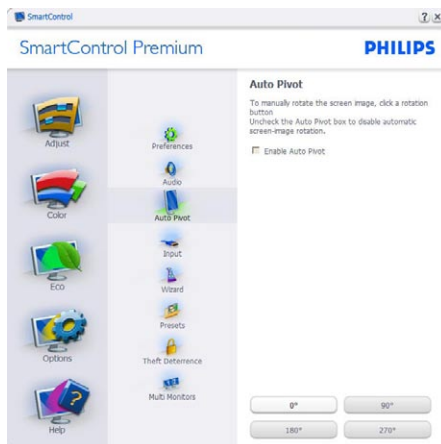 SmartControl
SmartControl Premium
PHILIPS
Adjust
Color
Eco
Options
Help
Preferences
Audio
Auto Pivot
Input
Wizard
Presets
Theft Deterrence
Multi Monitors
Auto Pivot
To manually rotate the screen image, click a rotation
button
Uncheck the Auto Pivot box to disable automatic
screen-image rotation.
Enable Auto Pivot
0°
90°
180°
270°